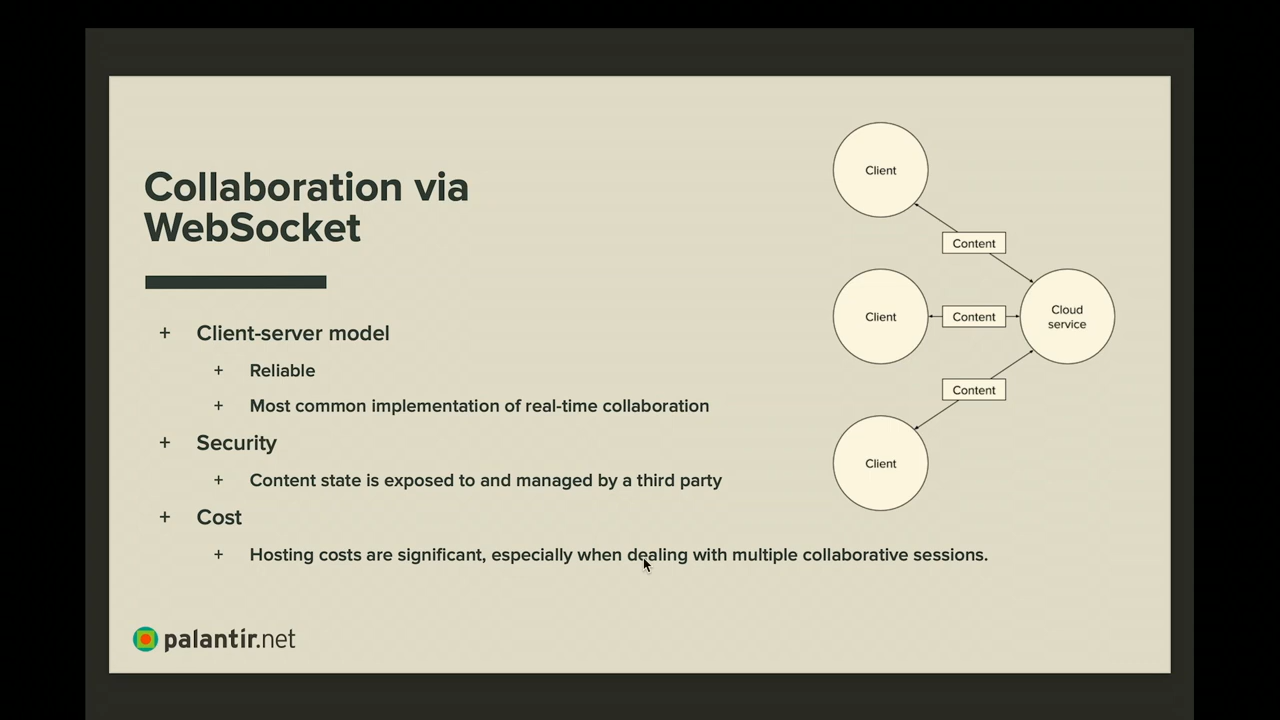 Collaboration via
WebSocket
+ Client-server model
+ Reliable
+ Most common implementation of real-time collaboration
+ Security
+ Content state is exposed to and managed by a third party
+ Cost
+ Hosting costs are significant, especially when dealing with multiple collaborative sessions.
Client
Content
Client
Content
Cloud
service
Content
Client
palantir.net